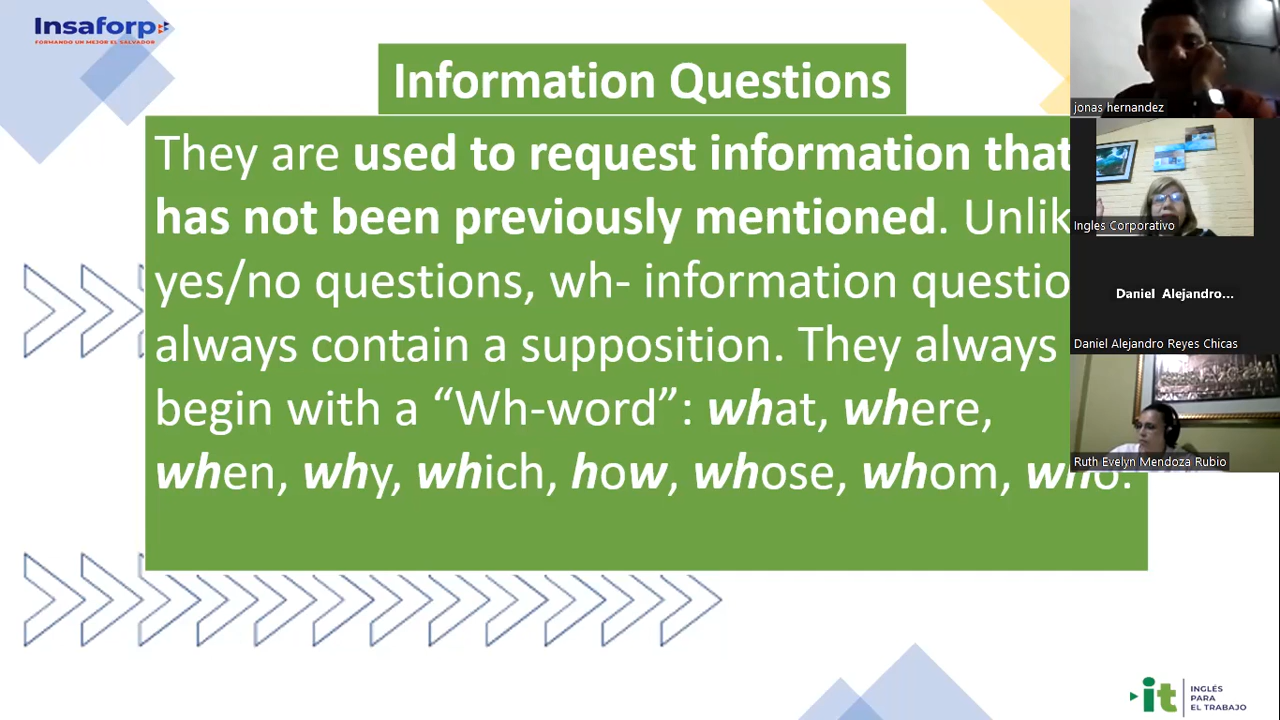 Insaforp
FORMANDO UN MEJOR EL SALVADOR
Information Questions
They are used to request information that
has not been previously mentioned. Unlik
yes/no questions, wh- information questio
always contain a supposition. They always
begin with a “Wh-word”: what, where,
when, why, which, how, whose, whom, who.
jonas hernandez
Ingles Corporativo
Daniel Alejandro...
Daniel Alejandro Reyes Chicas
Ruth Evelyn Mendoza Rubio
it
INGLÉS
PARA
EL TRABAJO